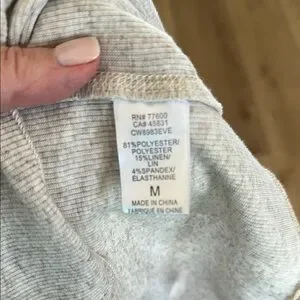 RN# 77600
CA# 45831
CW8983EVE
81%POLYESTER/
POLYESTER
15%LINEN/
LIN
4%SPANDEX/
ELASTHANNE
M
MADE IN CHINA
FABRIQUE EN CHINE